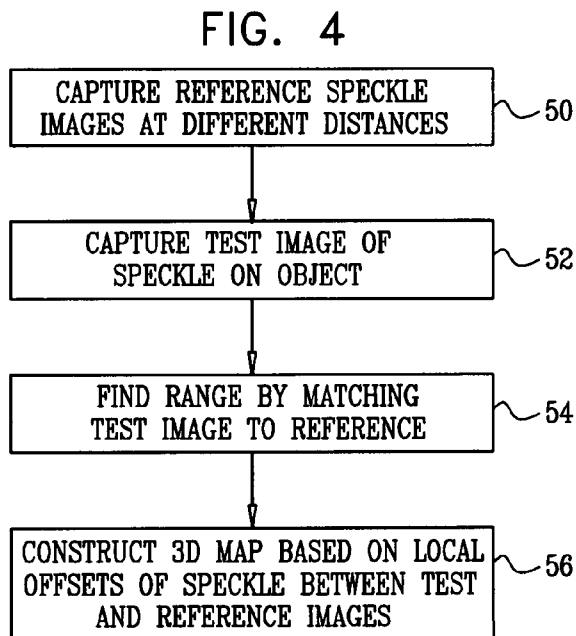 FIG. 4
CAPTURE REFERENCE SPECKLE
IMAGES AT DIFFERENT DISTANCES
50
CAPTURE TEST IMAGE OF
SPECKLE ON OBJECT
52
FIND RANGE BY MATCHING
TEST IMAGE TO REFERENCE
54
CONSTRUCT 3D MAP BASED ON LOCAL
OFFSETS OF SPECKLE BETWEEN TEST
AND REFERENCE IMAGES
56